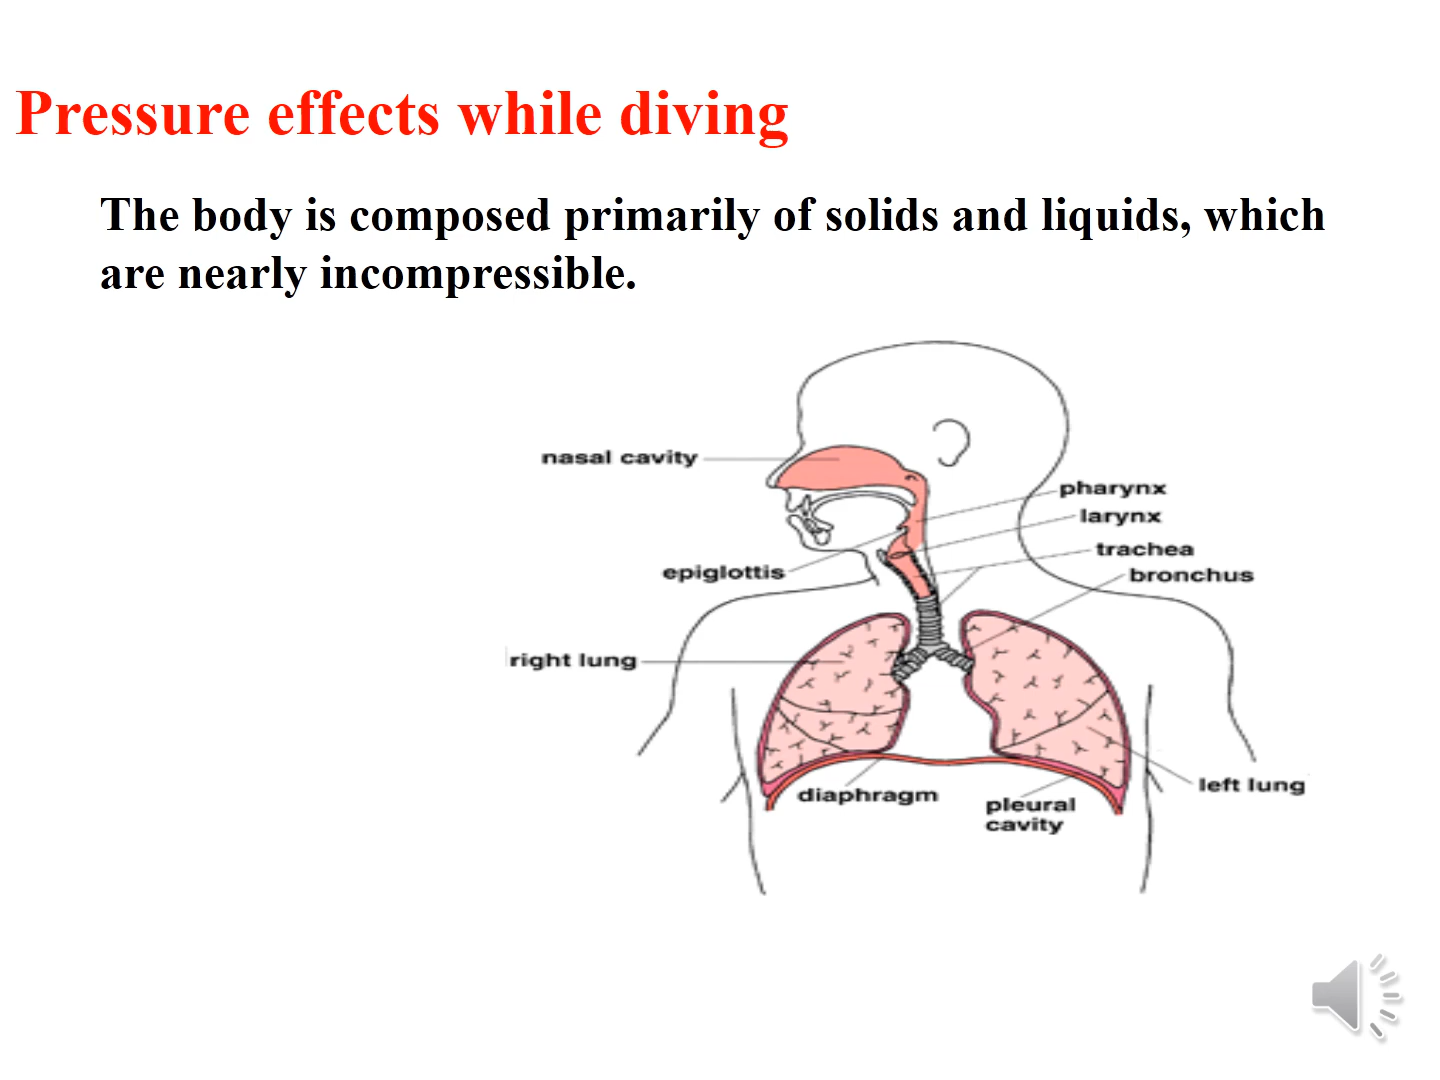 Pressure effects while diving
The body is composed primarily of solids and liquids, which
are nearly incompressible.
nasal cavity
pharynx
larynx
trachea
epiglottis
bronchus
right lung
left lung
diaphragm
pleural
cavity